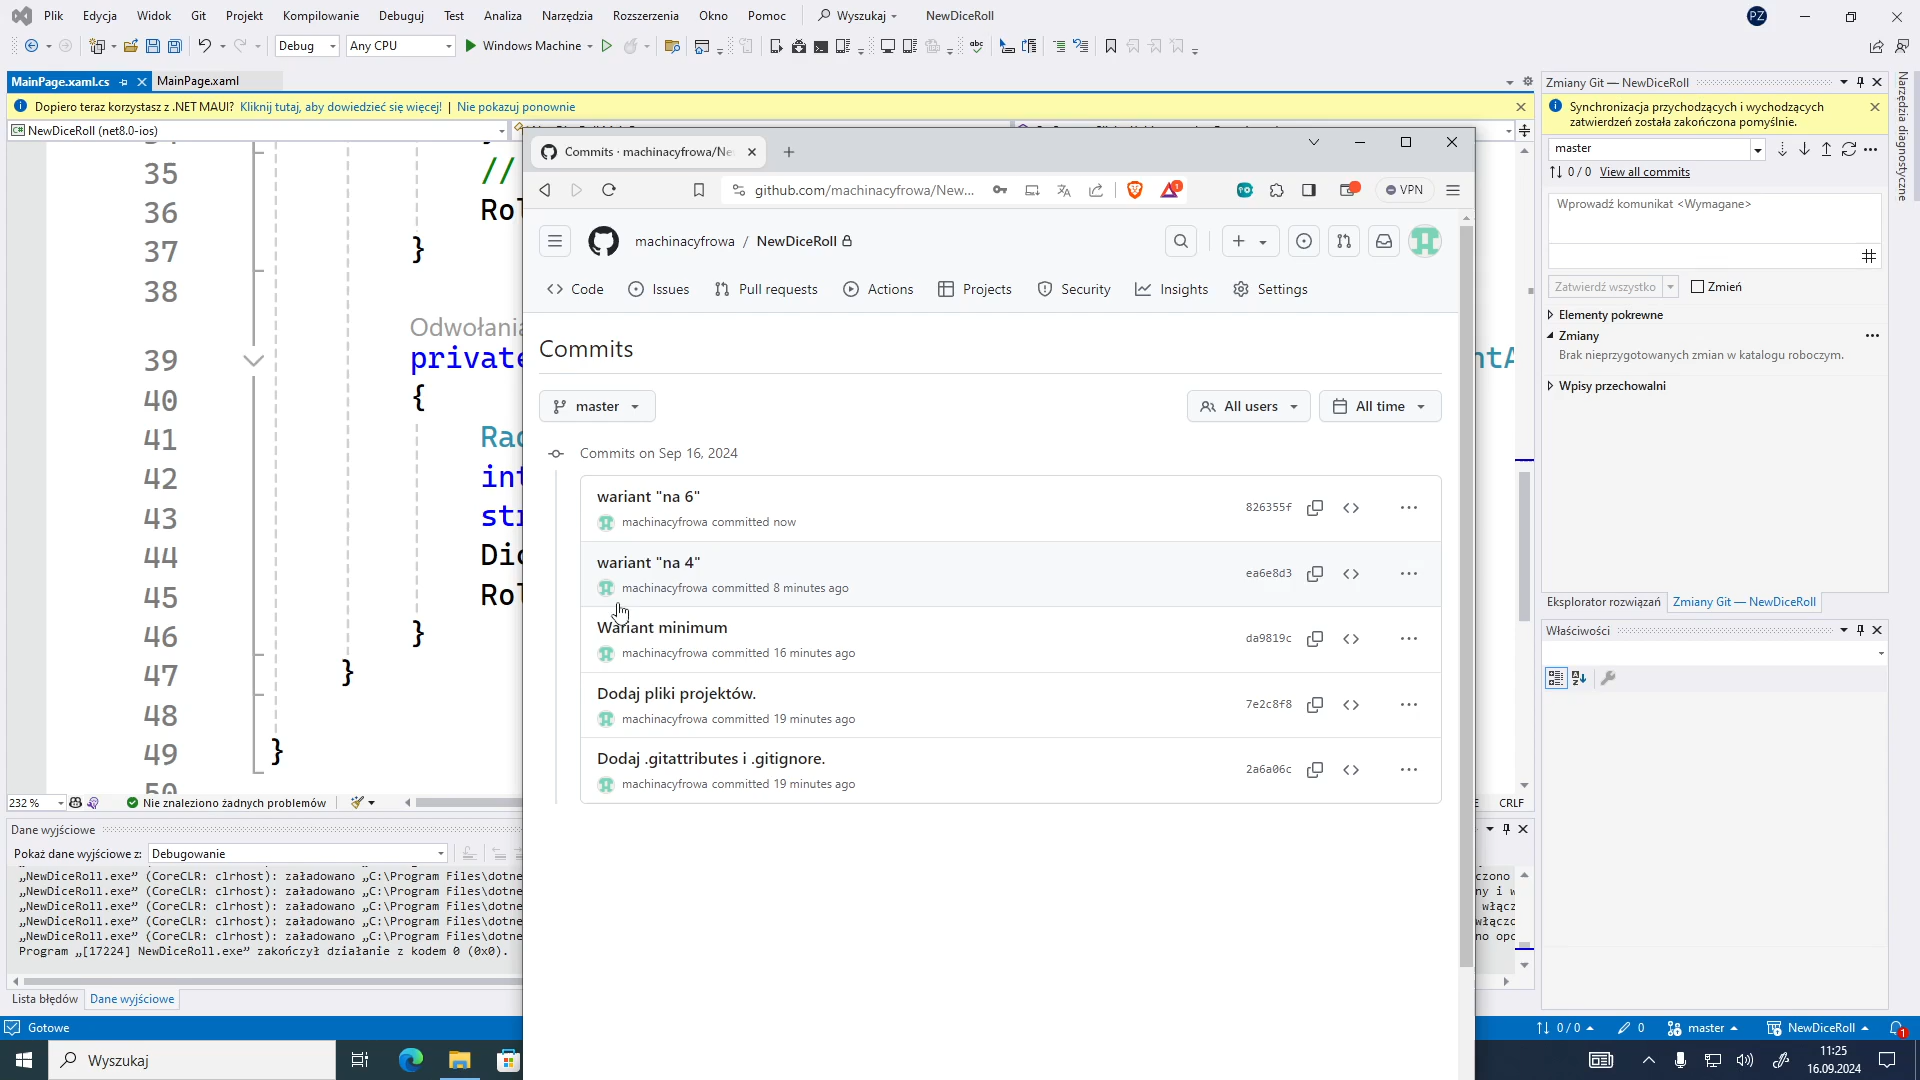 Plik Edycja Widok Git Projekt Kompilowanie Debuguj Test Analiza Narzędzia Rozszerzenia Okno Pomoc Wyszukaj NewDiceRoll PZ
Debug Any CPU Windows Machine
MainPage.xaml.cs MainPage.xaml
Dopiero teraz korzystasz z .NET MAUI? Kliknij tutaj, aby dowiedzieć się więcej! | Nie pokazuj ponownie
NewDiceRoll (net8.0-ios)
35 //
36 Rol
37 }
38
Odwołania
39 private
40 {
41 Rad
42 int
43 str
44 Dic
45 Rol
46 }
47 }
48
49 }
50
232 % Nie znaleziono żadnych problemów
CRLF
Dane wyjściowe
Pokaż dane wyjściowe z: Debugowanie
„NewDiceRoll.exe” (CoreCLR: clrhost): załadowano „C:\Program Files\dotne
„NewDiceRoll.exe” (CoreCLR: clrhost): załadowano „C:\Program Files\dotne
„NewDiceRoll.exe” (CoreCLR: clrhost): załadowano „C:\Program Files\dotne
„NewDiceRoll.exe” (CoreCLR: clrhost): załadowano „C:\Program Files\dotne
„NewDiceRoll.exe” (CoreCLR: clrhost): załadowano „C:\Program Files\dotne
Program „[17224] NewDiceRoll.exe” zakończył działanie z kodem 0 (0x0).
Lista błędów Dane wyjściowe
Gotowe
Commits · machinacyfrowa/Ne
github.com/machinacyfrowa/New... VPN
machinacyfrowa / NewDiceRoll
Code Issues Pull requests Actions Projects Security Insights Settings
Commits
master All users All time
Commits on Sep 16, 2024
wariant "na 6"
machinacyfrowa committed now
826355f
wariant "na 4"
machinacyfrowa committed 8 minutes ago
ea6e8d3
Wariant minimum
machinacyfrowa committed 16 minutes ago
da9819c
Dodaj pliki projektów.
machinacyfrowa committed 19 minutes ago
7e2c8f8
Dodaj .gitattributes i .gitignore.
machinacyfrowa committed 19 minutes ago
2a6a06c
Zmiany Git — NewDiceRoll
Synchronizacja przychodzących i wychodzących
zatwierdzeń została zakończona pomyślnie.
master
0 / 0 View all commits
Wprowadź komunikat <Wymagane>
Zatwierdź wszystko Zmień
Elementy pokrewne
Zmiany
Brak nieprzygotowanych zmian w katalogu roboczym.
Wpisy przechowalni
Eksplorator rozwiązań Zmiany Git — NewDiceRoll
Właściwości
Narzędzia diagnostyczne
0 / 0 0 master NewDiceRoll 1
Wyszukaj
11:25
16.09.2024